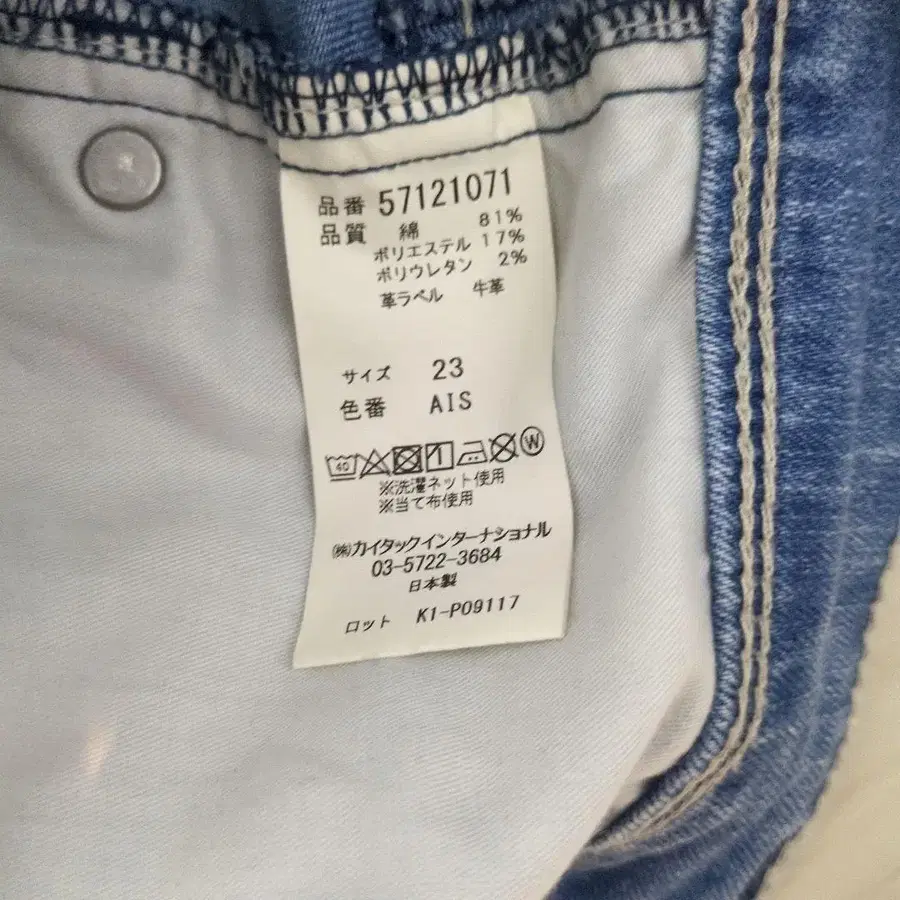 品番 57121071
品質 綿 81%
ポリエステル 17%
ポリウレタン 2%
革ラベル 牛革
サイズ 23
色番 AIS
40 W
※洗濯ネット使用
※当て布使用
㈱カイタックインターナショナル
03-5722-3684
日本製
ロット K1-P09117